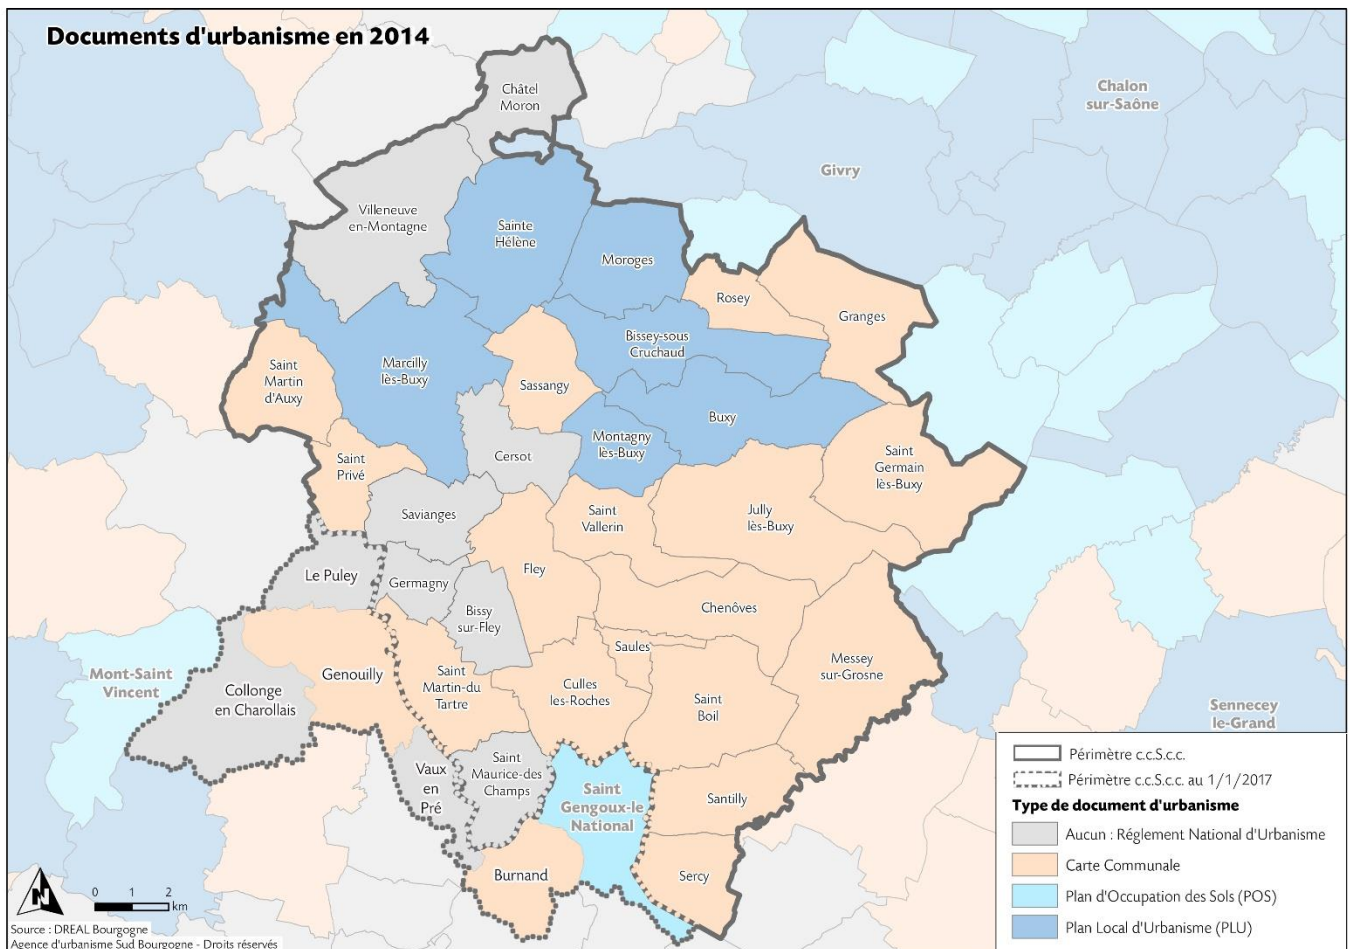 Documents d'urbanisme en 2014
Châtel
Moron
Chalon
sur-Saône
Givry
Villeneuve
en-Montagne
Sainte
Hélène
Moroges
Rosey
Granges
Bissey-sous
Cruchaud
Marcilly
lès-Buxy
Saint
Martin
d'Auxy
Sassangy
Buxy
Montagny
lès-Buxy
Cersot
Saint
Germain
lès-Buxy
Saint
Privé
Savianges
Saint
Vallerin
Jully
lès-Buxy
Le Puley
Germagny
Fley
Bissy
sur-Fley
Chenôves
Saules
Mont-Saint
Vincent
Collonge
en Charollais
Genouilly
Saint
Martin-du
Tartre
Culles
les-Roches
Saint
Boil
Messey
sur-Grosne
Sennecey
le-Grand
Vaux
en
Pré
Saint
Maurice-des
Champs
Saint
Gengoux-le
National
Santilly
Burnand
Sercy
Périmètre c.c.S.c.c.
Périmètre c.c.S.c.c. au 1/1/2017
Type de document d'urbanisme
Aucun : Réglement National d'Urbanisme
Carte Communale
Plan d'Occupation des Sols (POS)
Plan Local d'Urbanisme (PLU)
N
0 1 2
km
Source : DREAL Bourgogne
Agence d'urbanisme Sud Bourgogne - Droits réservés